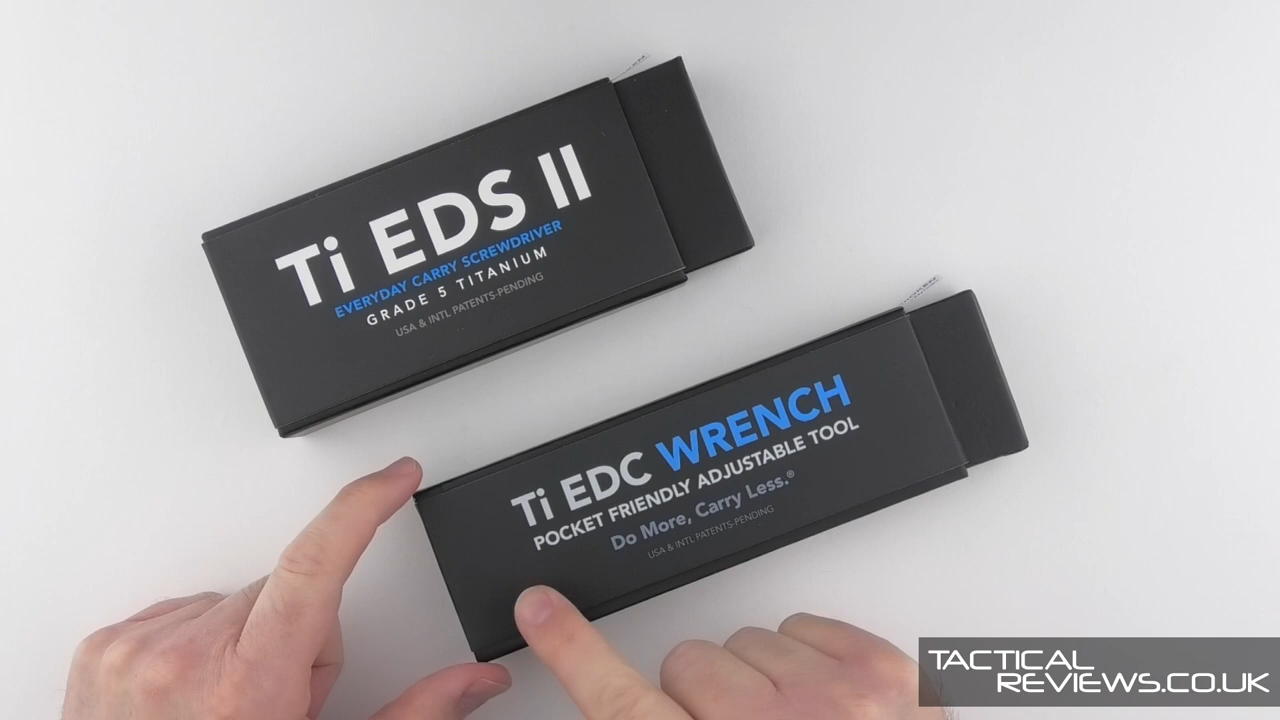 Ti EDS II
EVERYDAY CARRY SCREWDRIVER
GRADE 5 TITANIUM
USA & INTL PATENTS-PENDING
Ti EDC WRENCH
POCKET FRIENDLY ADJUSTABLE TOOL
Do More, Carry Less.®
USA & INTL PATENTS-PENDING
TACTICAL
REVIEWS.CO.UK